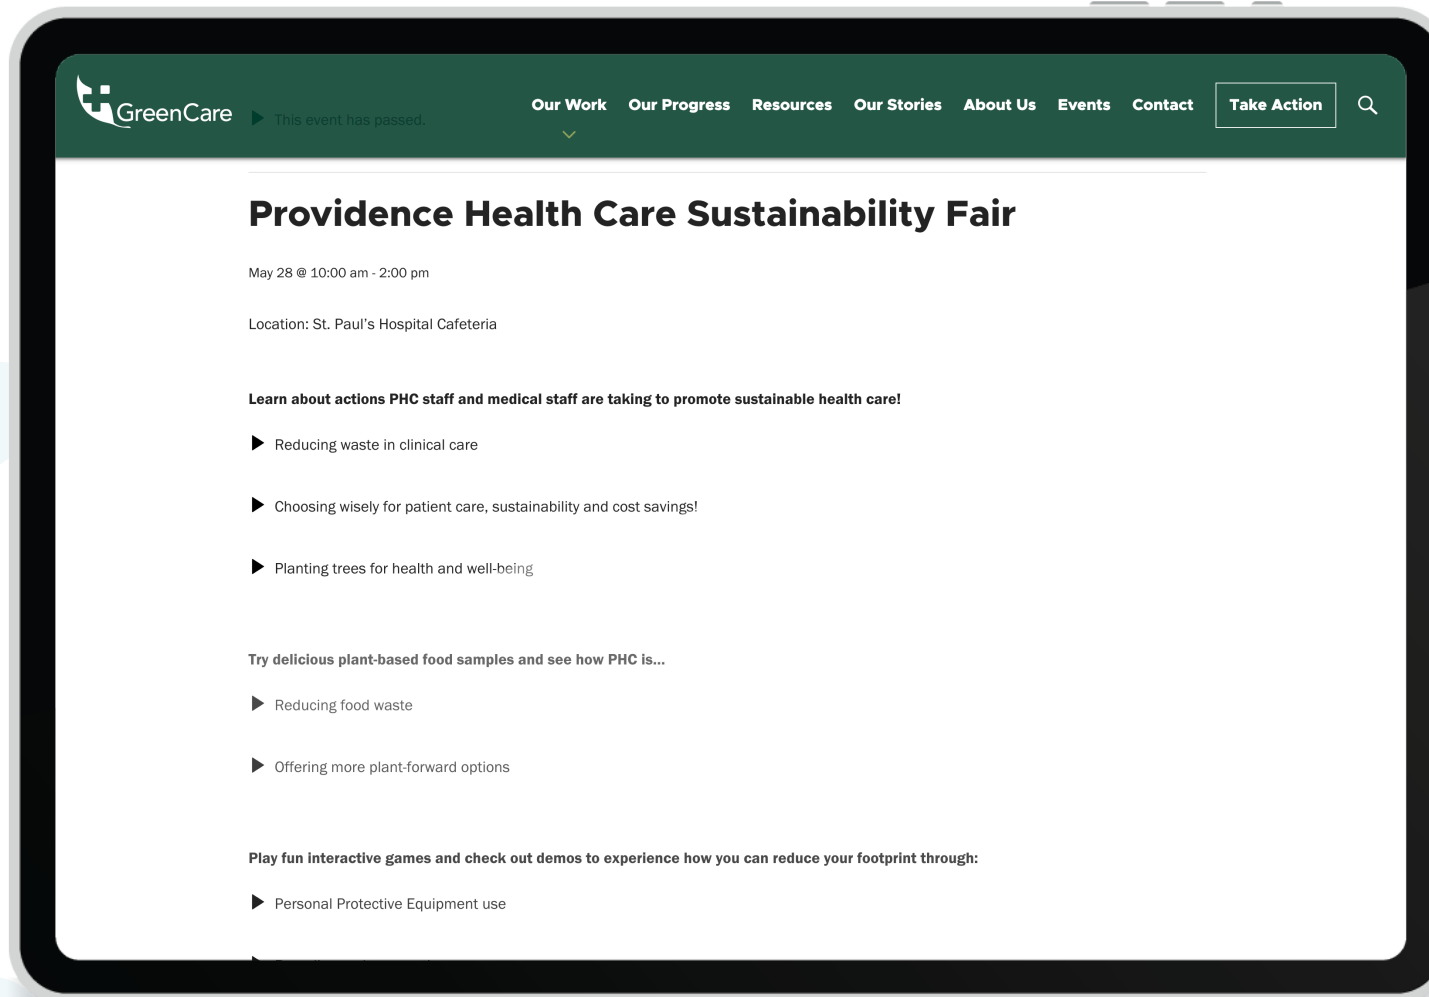 GreenCare
This event has passed.
Our Work Our Progress Resources Our Stories About Us Events Contact Take Action
Providence Health Care Sustainability Fair
May 28 @ 10:00 am - 2:00 pm
Location: St. Paul’s Hospital Cafeteria
Learn about actions PHC staff and medical staff are taking to promote sustainable health care!
Reducing waste in clinical care
Choosing wisely for patient care, sustainability and cost savings!
Planting trees for health and well-being
Try delicious plant-based food samples and see how PHC is...
Reducing food waste
Offering more plant-forward options
Play fun interactive games and check out demos to experience how you can reduce your footprint through:
Personal Protective Equipment use